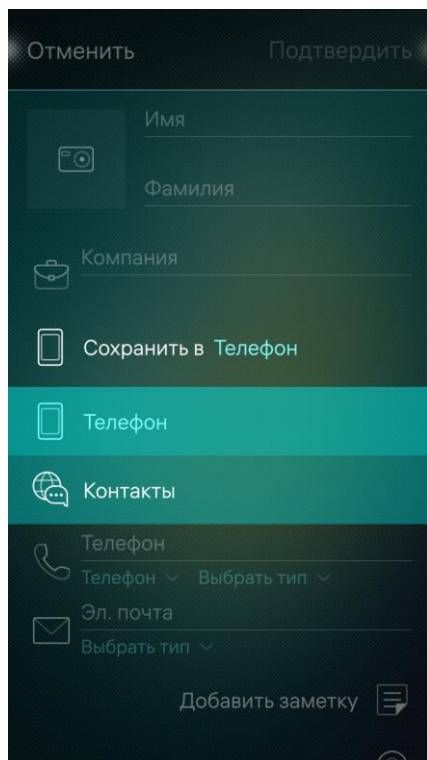 Отменить Подтвердить
Имя
Фамилия
Компания
Сохранить в Телефон
Телефон
Контакты
Телефон
Телефон Выбрать тип
Эл. почта
Выбрать тип
Добавить заметку